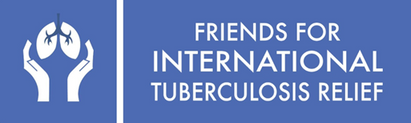 FRIENDS FOR
INTERNATIONAL
TUBERCULOSIS RELIEF